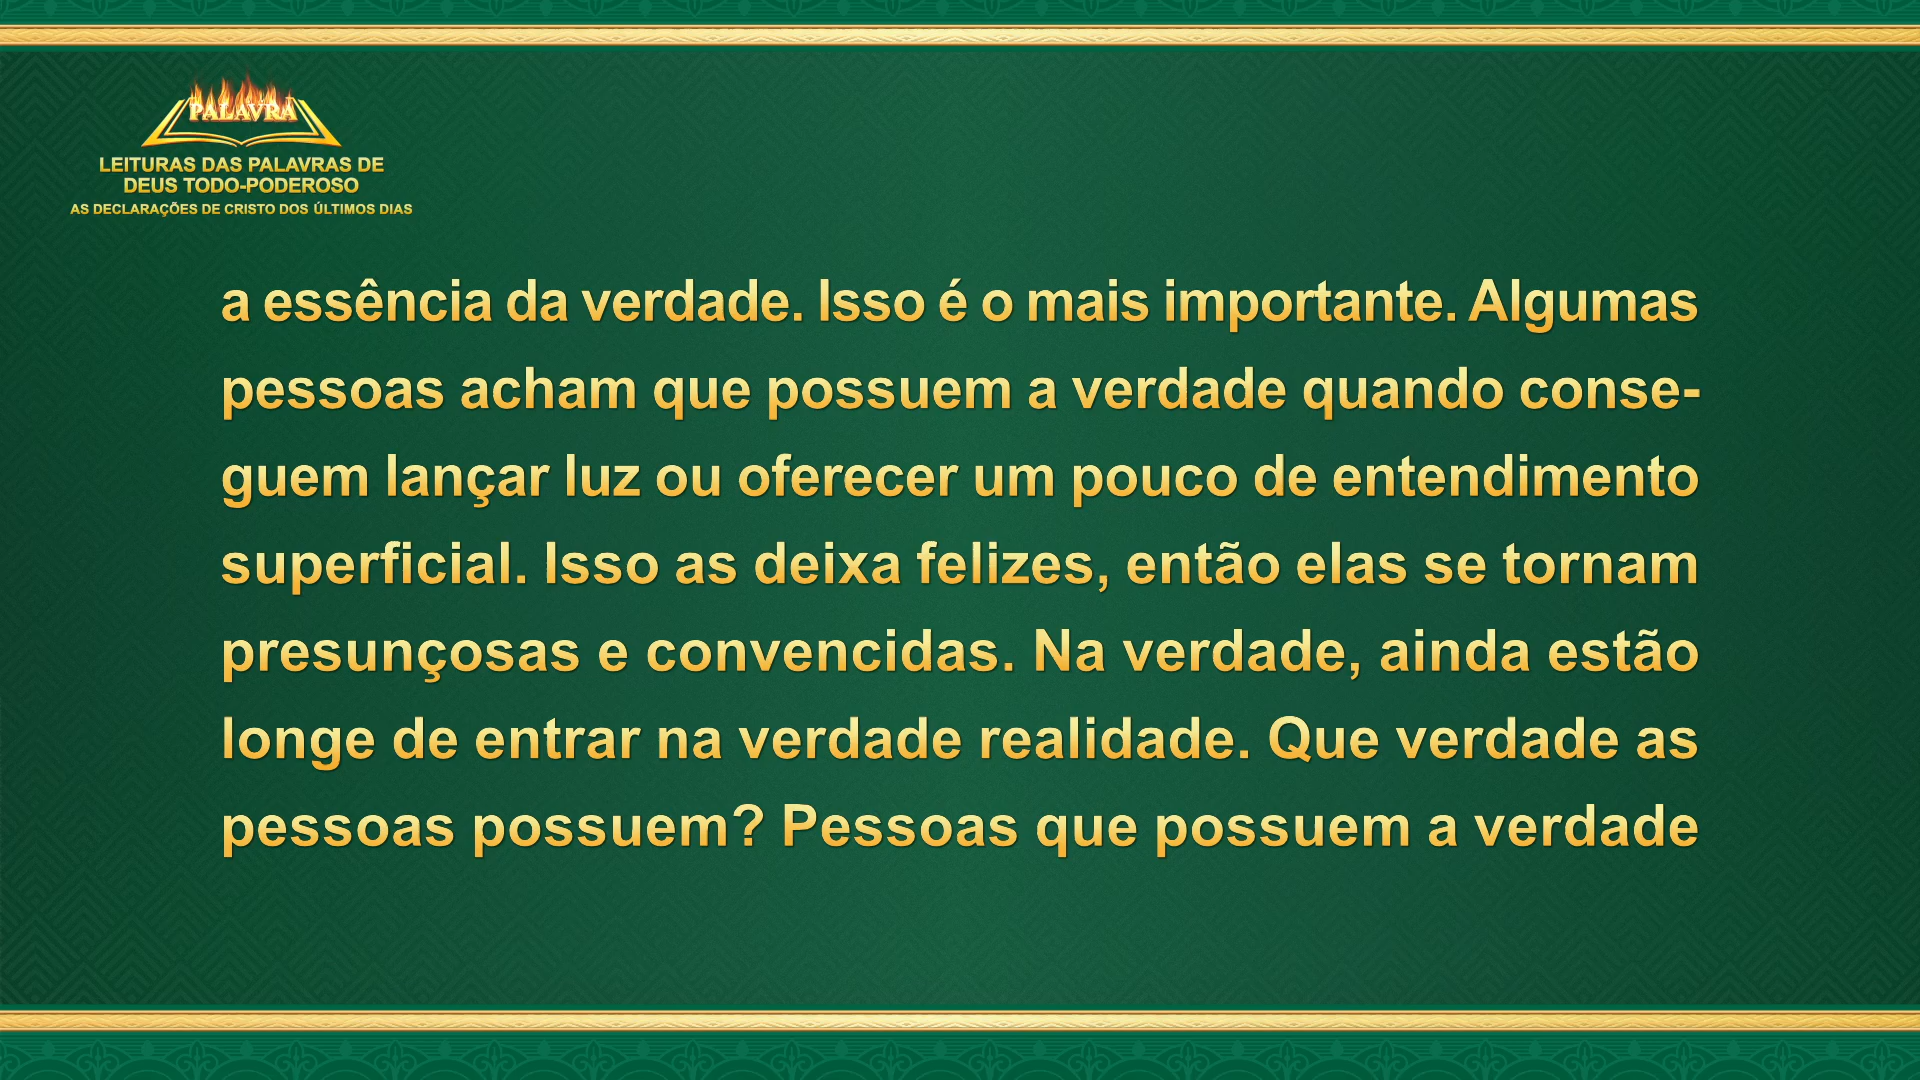 PALAVRA
LEITURAS DAS PALAVRAS DE
DEUS TODO-PODEROSO
AS DECLARAÇÕES DE CRISTO DOS ÚLTIMOS DIAS
a essência da verdade. Isso é o mais importante. Algumas
pessoas acham que possuem a verdade quando conse-
guem lançar luz ou oferecer um pouco de entendimento
superficial. Isso as deixa felizes, então elas se tornam
presunçosas e convencidas. Na verdade, ainda estão
longe de entrar na verdade realidade. Que verdade as
pessoas possuem? Pessoas que possuem a verdade